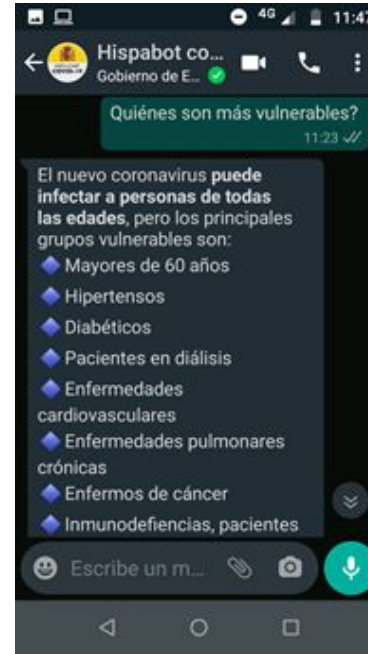 4G 11:47
Hispabot co...
Gobierno de E...
Quiénes son más vulnerables?
11:23
El nuevo coronavirus puede
infectar a personas de todas
las edades, pero los principales
grupos vulnerables son:
Mayores de 60 años
Hipertensos
Diabéticos
Pacientes en diálisis
Enfermedades
cardiovasculares
Enfermedades pulmonares
crónicas
Enfermos de cáncer
Inmunodefiencias, pacientes
Escribe un m...